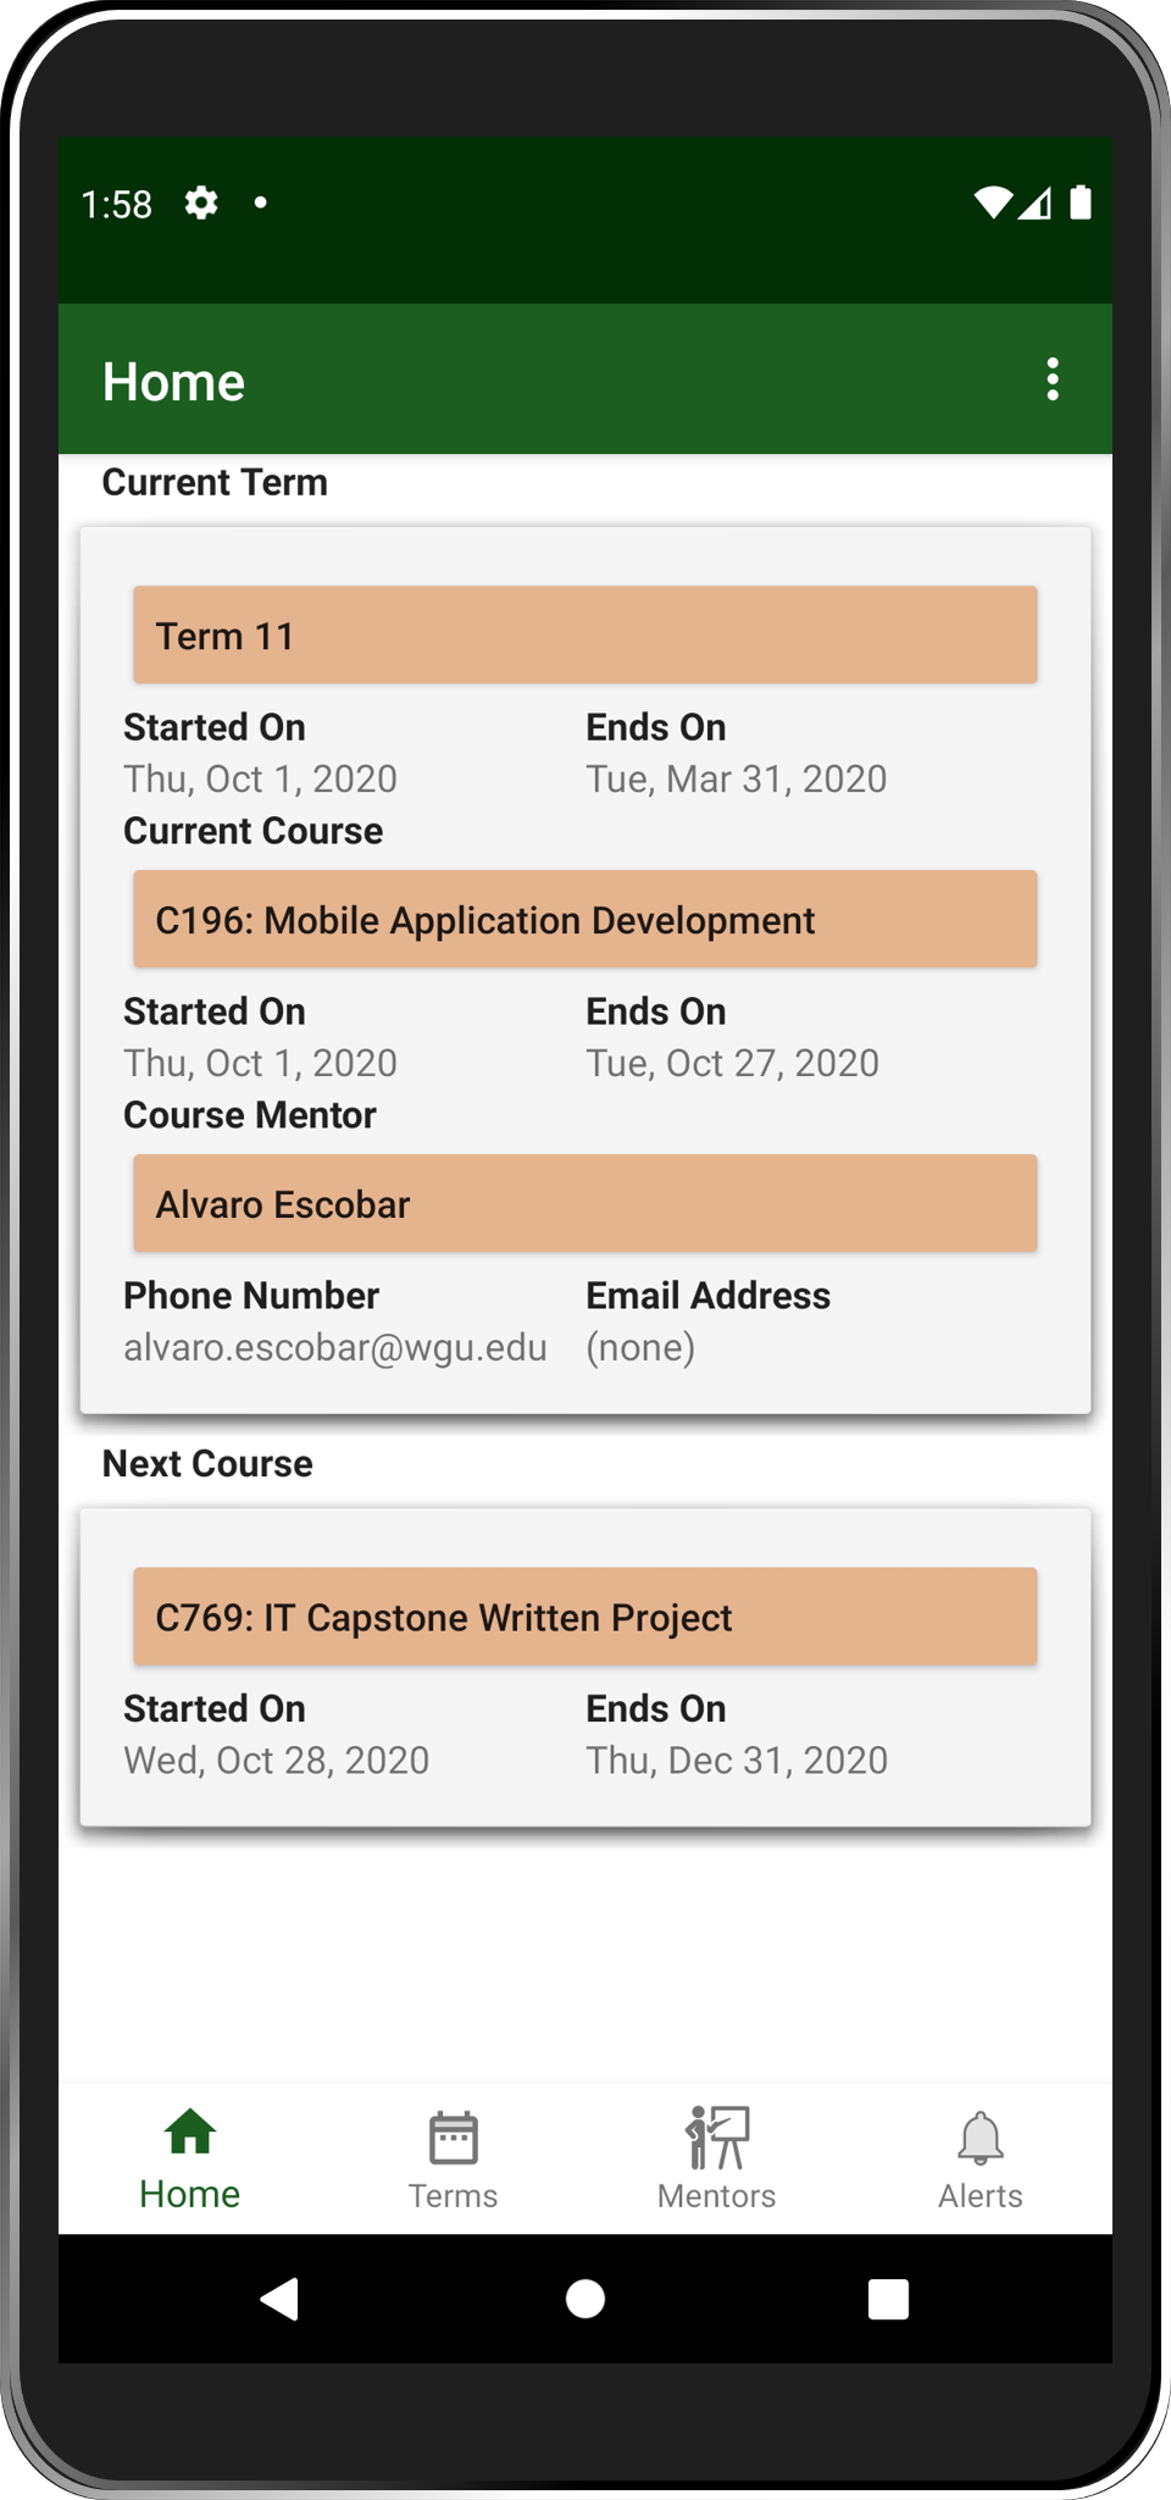 1:58
Home
Current Term
Term 11
Started On Ends On
Thu, Oct 1, 2020 Tue, Mar 31, 2020
Current Course
C196: Mobile Application Development
Started On Ends On
Thu, Oct 1, 2020 Tue, Oct 27, 2020
Course Mentor
Alvaro Escobar
Phone Number Email Address
alvaro.escobar@wgu.edu (none)
Next Course
C769: IT Capstone Written Project
Started On Ends On
Wed, Oct 28, 2020 Thu, Dec 31, 2020
Home Terms Mentors Alerts